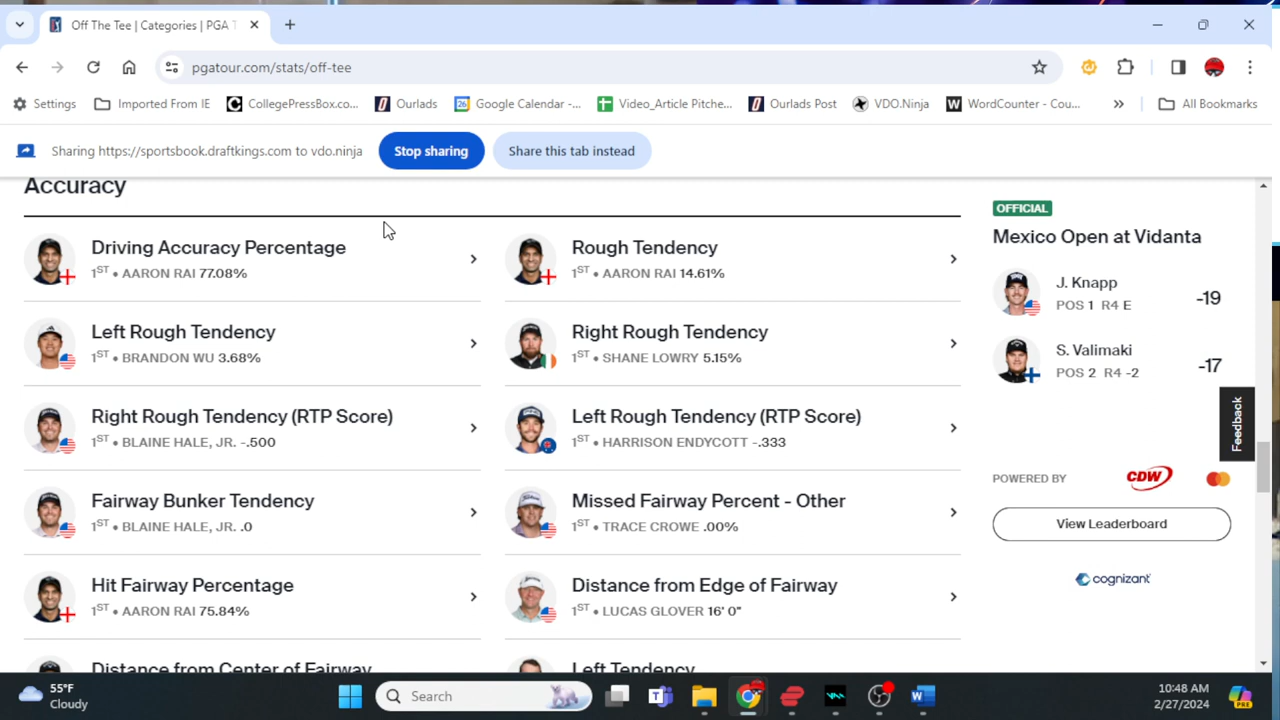 Off The Tee | Categories | PGA T
pgatour.com/stats/off-tee
Settings
Imported From IE
CollegePressBox.co...
Ourlads
Google Calendar -...
Video_Article Pitche...
Ourlads Post
VDO.Ninja
WordCounter - Cou...
All Bookmarks
Sharing https://sportsbook.draftkings.com to vdo.ninja
Stop sharing
Share this tab instead
Accuracy
Driving Accuracy Percentage
1ST • AARON RAI 77.08%
Rough Tendency
1ST • AARON RAI 14.61%
Left Rough Tendency
1ST • BRANDON WU 3.68%
Right Rough Tendency
1ST • SHANE LOWRY 5.15%
Right Rough Tendency (RTP Score)
1ST • BLAINE HALE, JR. -.500
Left Rough Tendency (RTP Score)
1ST • HARRISON ENDYCOTT -.333
Fairway Bunker Tendency
1ST • BLAINE HALE, JR. .0
Missed Fairway Percent - Other
1ST • TRACE CROWE .00%
Hit Fairway Percentage
1ST • AARON RAI 75.84%
Distance from Edge of Fairway
1ST • LUCAS GLOVER 16' 0"
Distance from Center of Fairway
Left Tendency
OFFICIAL
Mexico Open at Vidanta
J. Knapp
POS 1 R4 E
-19
S. Valimaki
POS 2 R4 -2
-17
Feedback
POWERED BY
CDW
View Leaderboard
cognizant
55°F
Cloudy
Search
10:48 AM
2/27/2024